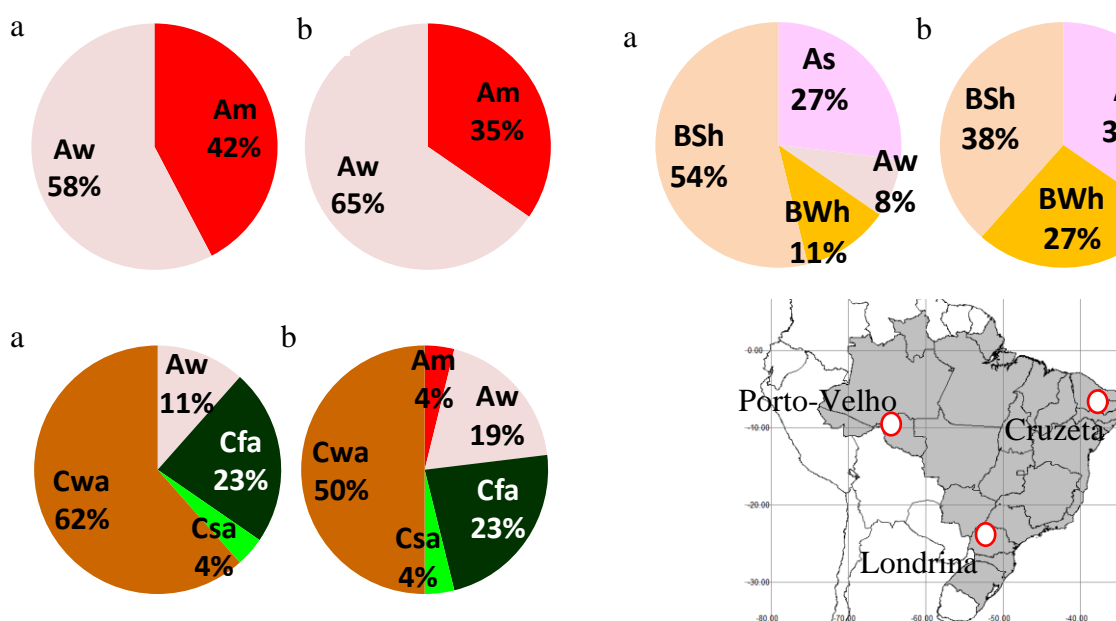 a
b
Am
42%
Aw
58%
Am
35%
Aw
65%
a
b
As
27%
BSh
54%
Aw
8%
BWh
11%
BSh
38%
BWh
27%
a
b
Aw
11%
Cfa
23%
Cwa
62%
Csa
4%
Am
4%
Aw
19%
Cwa
50%
Cfa
23%
Csa
4%
0.00
Porto-Velho
-10.00
Cruzeta
-20.00
Londrina
-30.00
-80.00
-70.00
-60.00
-50.00
-40.00